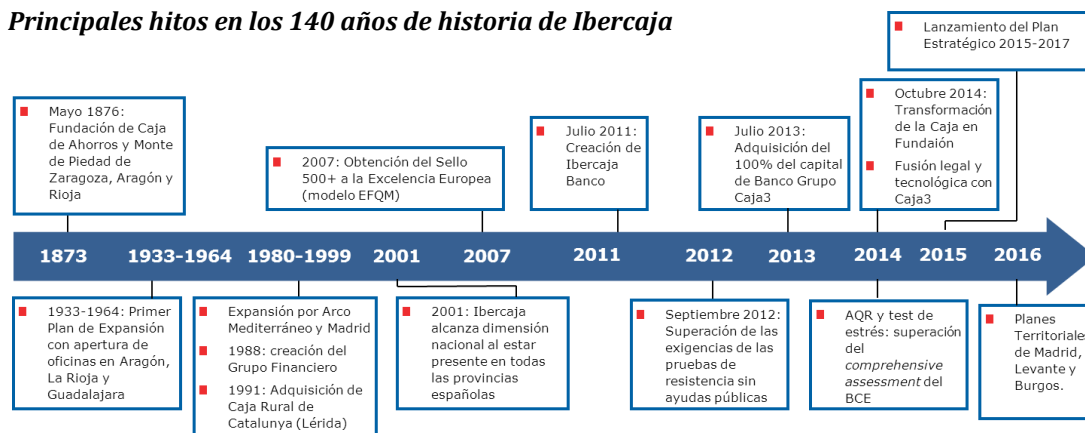 Principales hitos en los 140 años de historia de Ibercaja
Lanzamiento del Plan
Estratégico 2015-2017
Mayo 1876:
Fundación de Caja
de Ahorros y Monte
de Piedad de
Zaragoza, Aragón y
Rioja
2007: Obtención del Sello
500+ a la Excelencia Europea
(modelo EFQM)
Julio 2011:
Creación de
Ibercaja
Banco
Julio 2013:
Adquisición del
100% del capital
de Banco Grupo
Caja3
Octubre 2014:
Transformación
de la Caja en
Fundaión
Fusión legal y
tecnológica con
Caja3
1873 1933-1964 1980-1999 2001 2007 2011 2012 2013 2014 2015 2016
1933-1964: Primer
Plan de Expansión
con apertura de
oficinas en Aragón,
La Rioja y
Guadalajara
Expansión por Arco
Mediterráneo y Madrid
1988: creación del
Grupo Financiero
1991: Adquisición de
Caja Rural de
Catalunya (Lérida)
2001: Ibercaja
alcanza dimensión
nacional al estar
presente en todas
las provincias
españolas
Septiembre 2012:
Superación de las
exigencias de las
pruebas de
resistencia sin
ayudas públicas
AQR y test de
estrés: superación
del comprehensive
assessment del
BCE
Planes
Territoriales
de Madrid,
Levante y
Burgos.